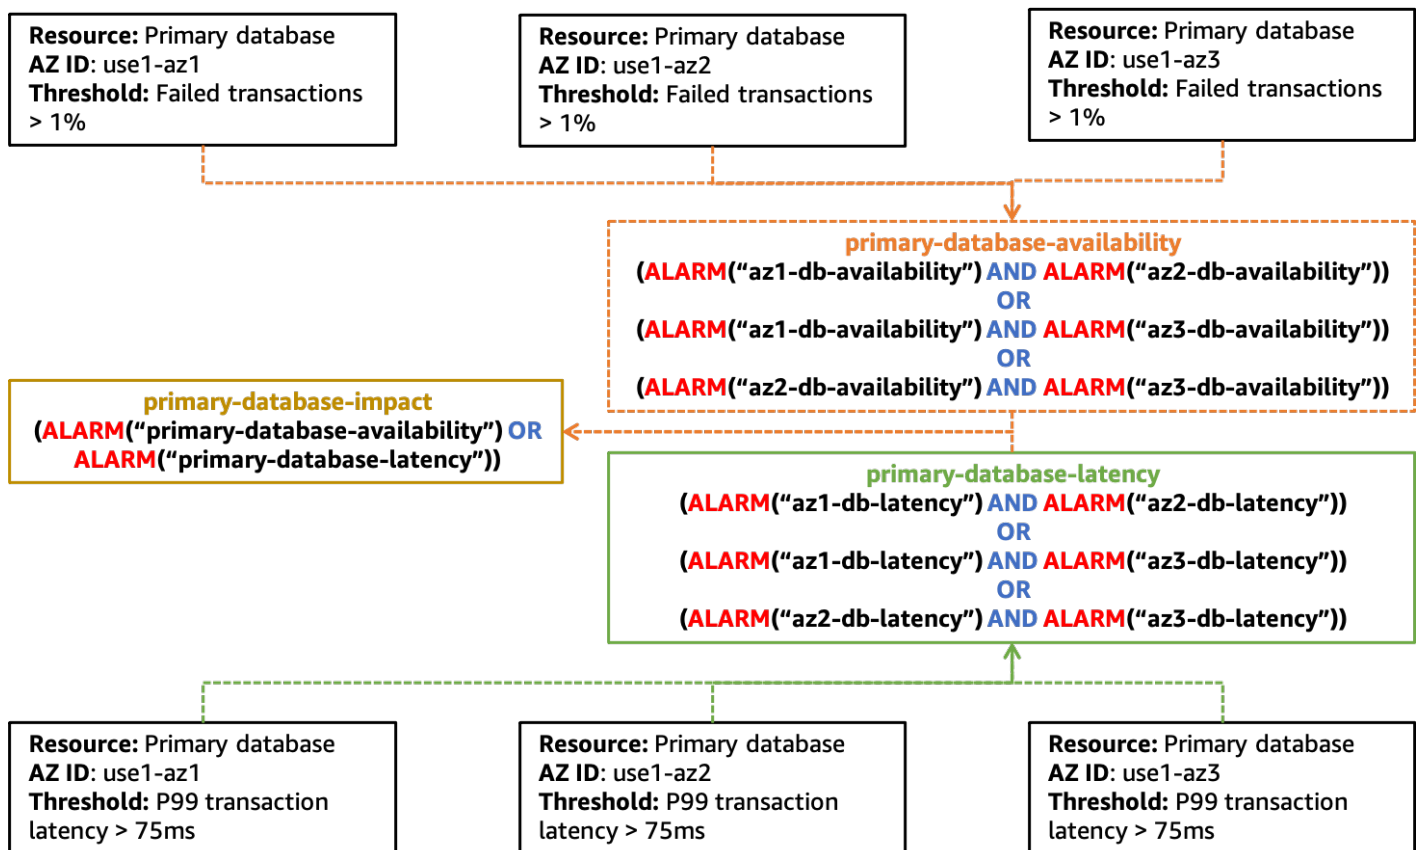 Resource: Primary database
AZ ID: use1-az1
Threshold: Failed transactions
> 1%
Resource: Primary database
AZ ID: use1-az2
Threshold: Failed transactions
> 1%
Resource: Primary database
AZ ID: use1-az3
Threshold: Failed transactions
> 1%
primary-database-availability
(ALARM(“az1-db-availability”) AND ALARM(“az2-db-availability”))
OR
(ALARM(“az1-db-availability”) AND ALARM(“az3-db-availability”))
OR
(ALARM(“az2-db-availability”) AND ALARM(“az3-db-availability”))
primary-database-impact
(ALARM(“primary-database-availability”) OR
ALARM(“primary-database-latency”))
primary-database-latency
(ALARM(“az1-db-latency”) AND ALARM(“az2-db-latency”))
OR
(ALARM(“az1-db-latency”) AND ALARM(“az3-db-latency”))
OR
(ALARM(“az2-db-latency”) AND ALARM(“az3-db-latency”))
Resource: Primary database
AZ ID: use1-az1
Threshold: P99 transaction
latency > 75ms
Resource: Primary database
AZ ID: use1-az2
Threshold: P99 transaction
latency > 75ms
Resource: Primary database
AZ ID: use1-az3
Threshold: P99 transaction
latency > 75ms